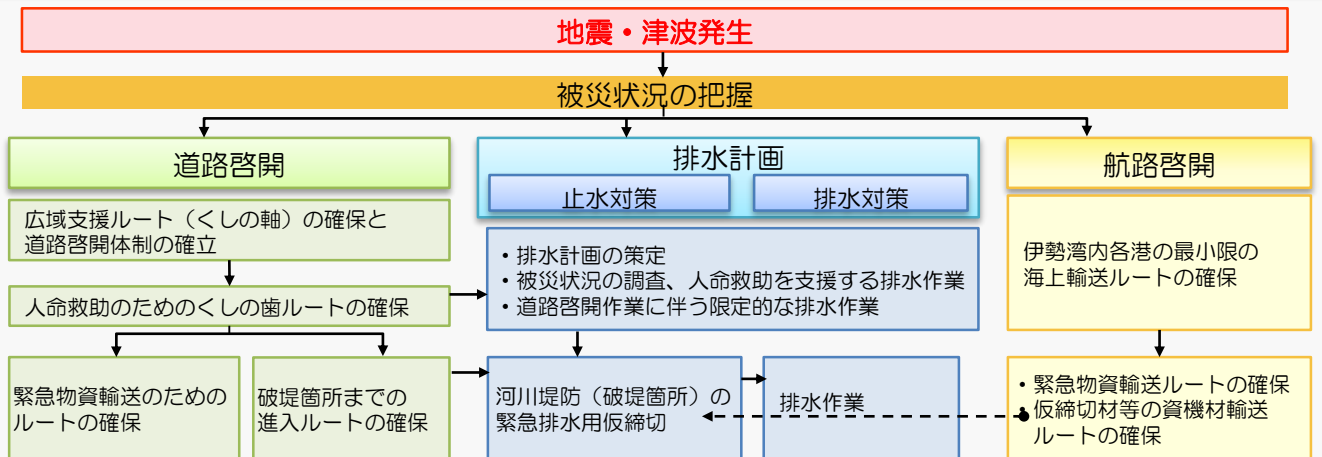 地震・津波発生
被災状況の把握
道路啓開
広域支援ルート（くしの軸）の確保と
道路啓開体制の確立
人命救助のためのくしの歯ルートの確保
緊急物資輸送のための
ルートの確保
破堤箇所までの
進入ルートの確保
排水計画
止水対策
排水対策
・排水計画の策定
・被災状況の調査、人命救助を支援する排水作業
・道路啓開作業に伴う限定的な排水作業
河川堤防（破堤箇所）の
緊急排水用仮締切
排水作業
航路啓開
伊勢湾内各港の最小限の
海上輸送ルートの確保
・緊急物資輸送ルートの確保
・仮締切材等の資機材輸送
ルートの確保